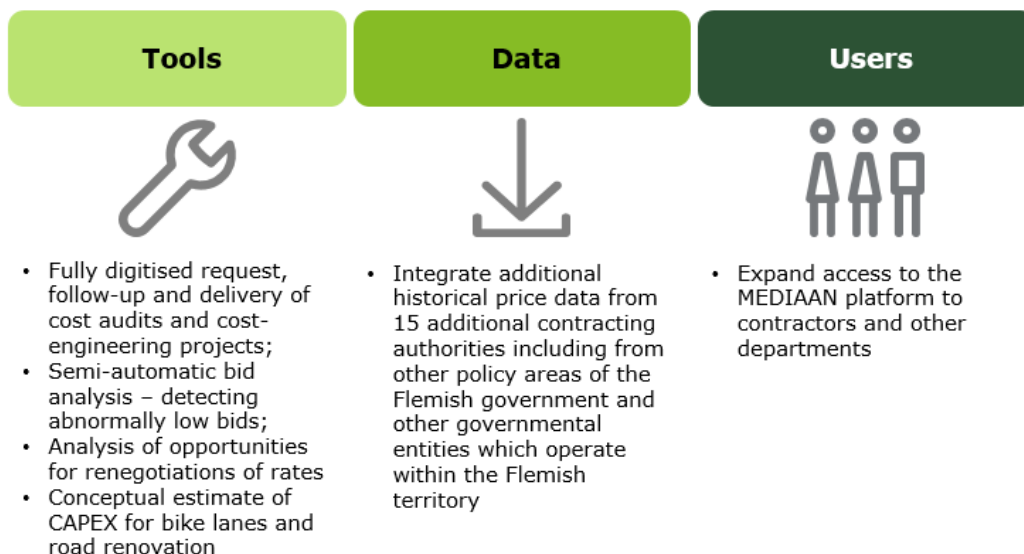 Tools
Data
Users
• Fully digitised request,
follow-up and delivery of
cost audits and cost-
engineering projects;
• Semi-automatic bid
analysis – detecting
abnormally low bids;
• Analysis of opportunities
for renegotiations of rates
• Conceptual estimate of
CAPEX for bike lanes and
road renovation
• Integrate additional
historical price data from
15 additional contracting
authorities including from
other policy areas of the
Flemish government and
other governmental
entities which operate
within the Flemish
territory
• Expand access to the
MEDIAAN platform to
contractors and other
departments